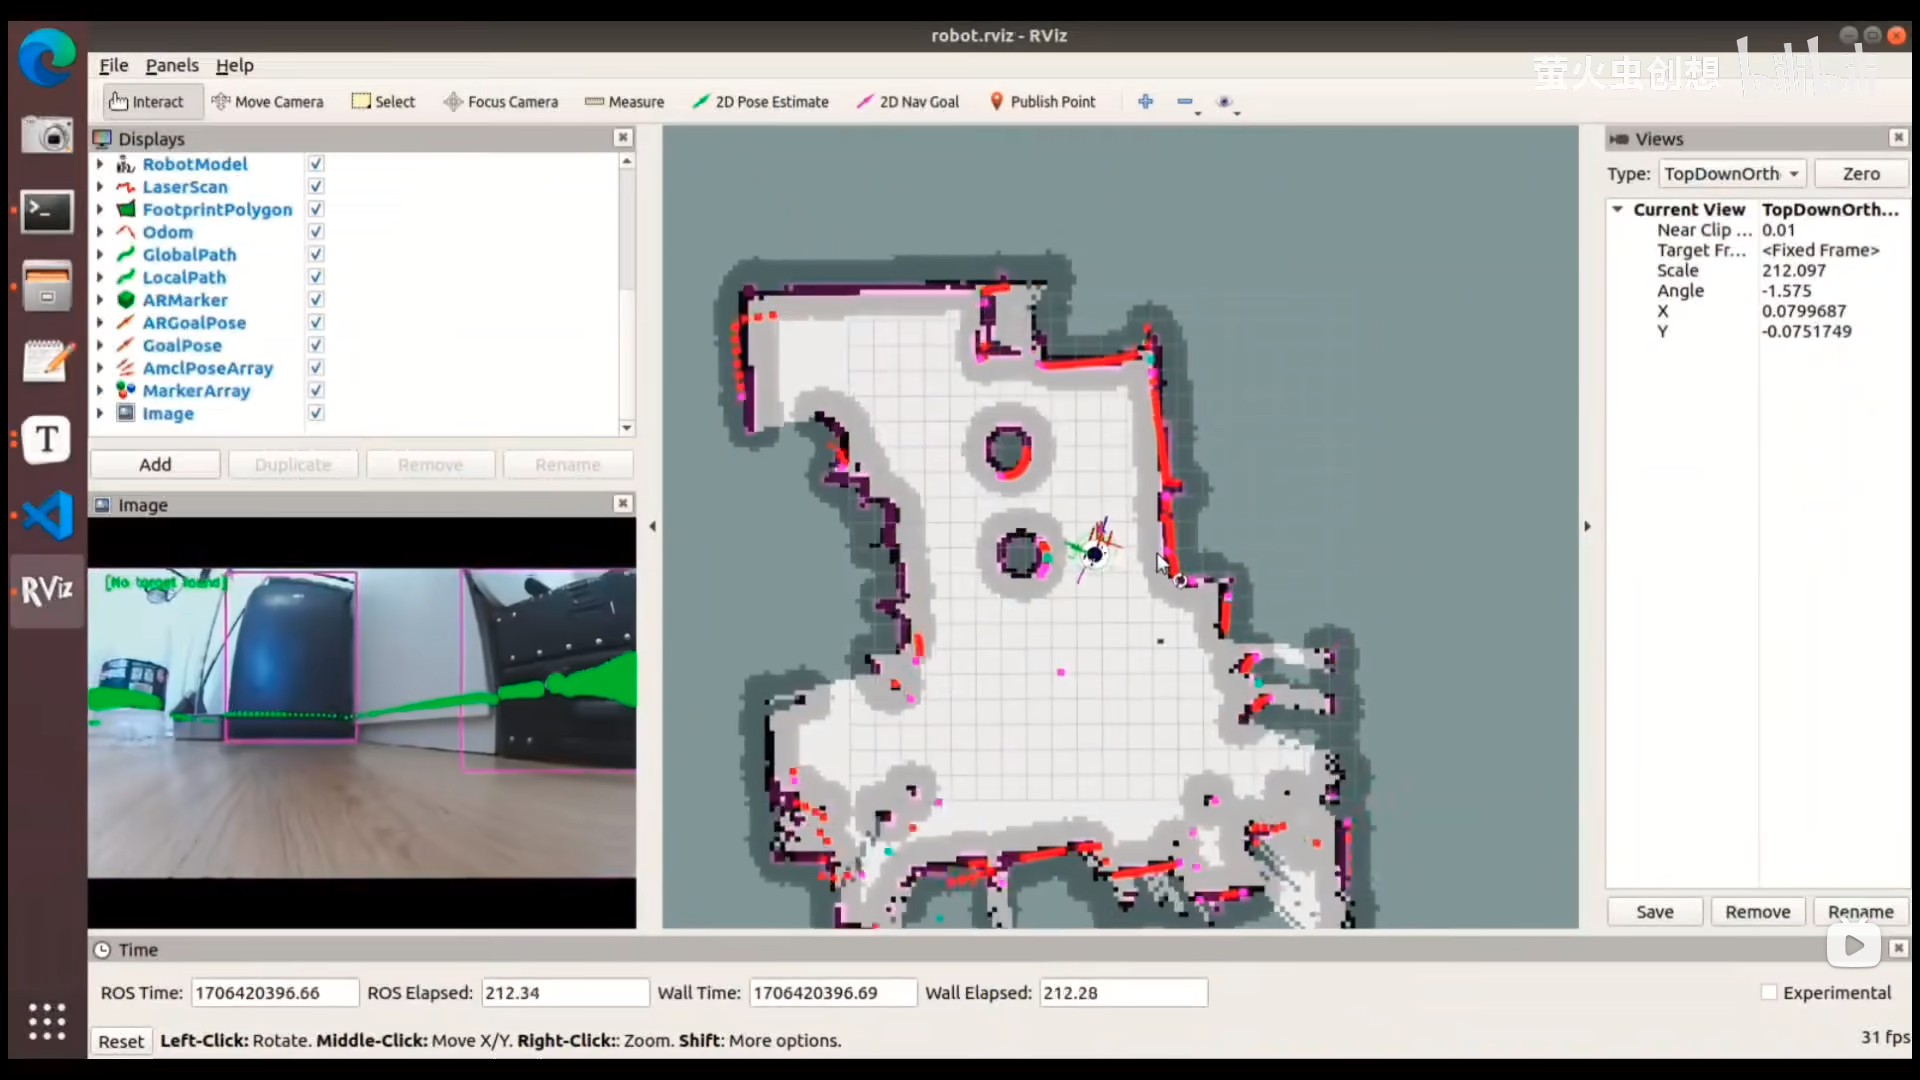 robot.rviz - RViz
File Panels Help
萤火虫创想 bilibili
Interact Move Camera Select Focus Camera Measure 2D Pose Estimate 2D Nav Goal Publish Point
Displays
RobotModel
LaserScan
FootprintPolygon
Odom
GlobalPath
LocalPath
ARMarker
ARGoalPose
GoalPose
AmclPoseArray
MarkerArray
Image
Add Duplicate Remove Rename
Image
[No target found]
Views
Type: TopDownOrth Zero
Current View TopDownOrth...
Near Clip ... 0.01
Target Fr... <Fixed Frame>
Scale 212.097
Angle -1.575
X 0.0799687
Y -0.0751749
Save Remove Rename
>_
T
RViz
Time
ROS Time: 1706420396.66 ROS Elapsed: 212.34 Wall Time: 1706420396.69 Wall Elapsed: 212.28 Experimental
Reset Left-Click: Rotate. Middle-Click: Move X/Y. Right-Click:: Zoom. Shift: More options. 31 fps